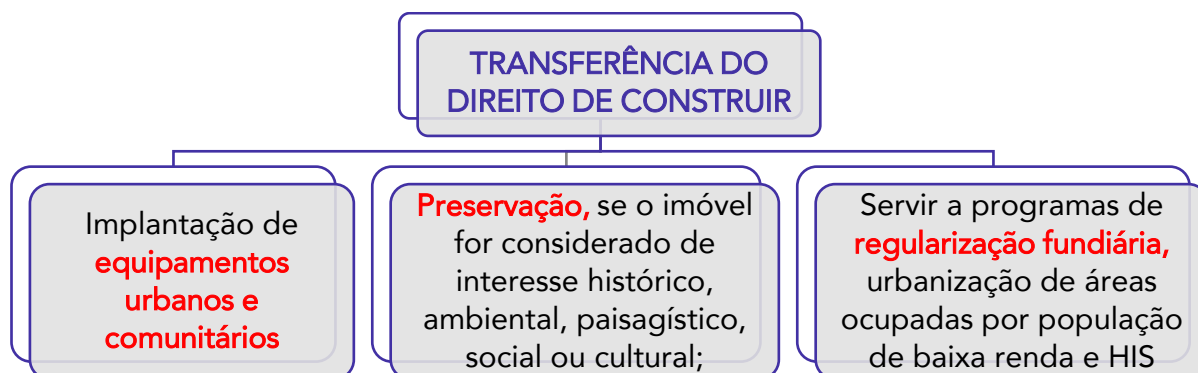 TRANSFERÊNCIA DO
DIREITO DE CONSTRUIR
Implantação de
equipamentos
urbanos e
comunitários
Preservação, se o imóvel
for considerado de
interesse histórico,
ambiental, paisagístico,
social ou cultural;
Servir a programas de
regularização fundiária,
urbanização de áreas
ocupadas por população
de baixa renda e HIS